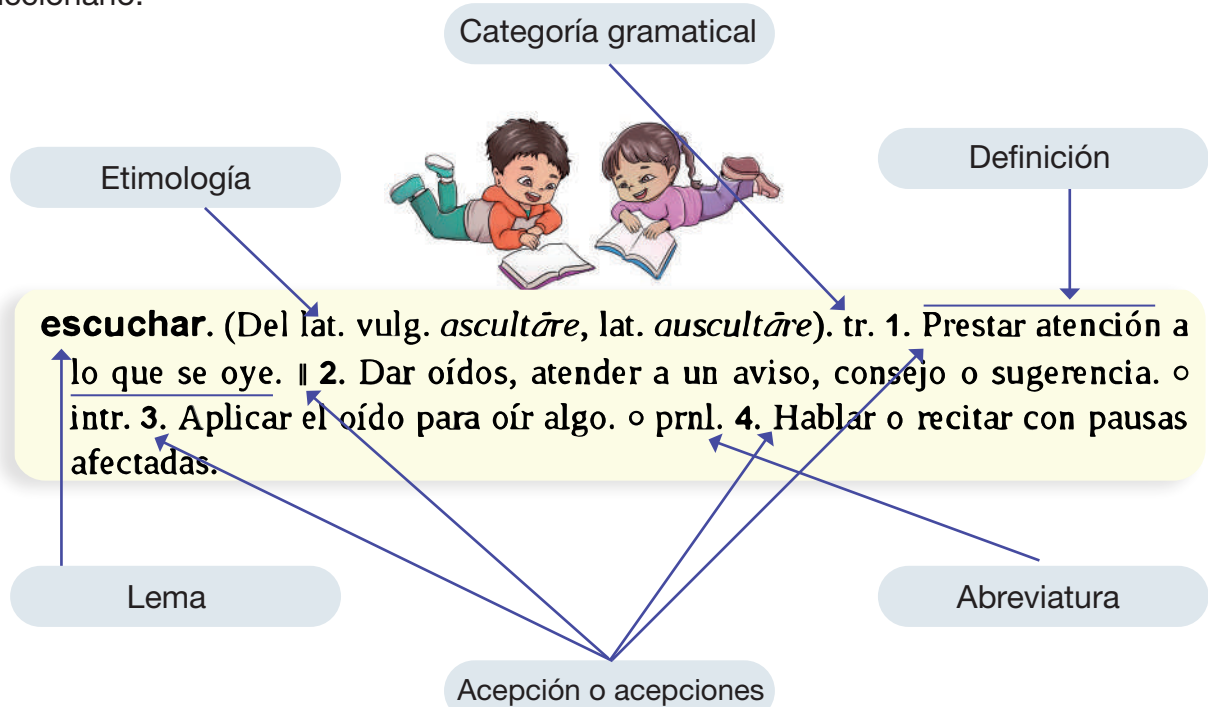 Categoría gramatical
Etimología
Definición
escuchar. (Del lat. vulg. ascultāre, lat. auscultāre). tr. 1. Prestar atención a
lo que se oye. || 2. Dar oídos, atender a un aviso, consejo o sugerencia. o
intr. 3. Aplicar el oído para oír algo. o prnl. 4. Hablar o recitar con pausas
afectadas.
Lema
Abreviatura
Acepción o acepciones